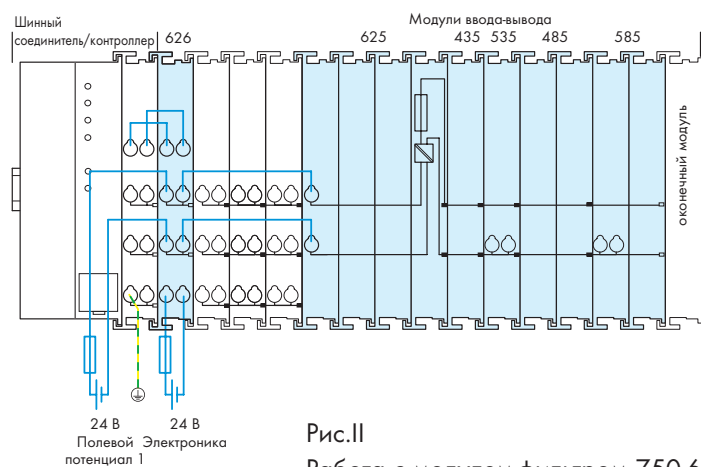 Шинный
соединитель/контроллер
Модули ввода-вывода
626
625
435
535
485
585
оконечный модуль
24 В
Полевой
потенциал 1
24 В
Электроника
Рис.II